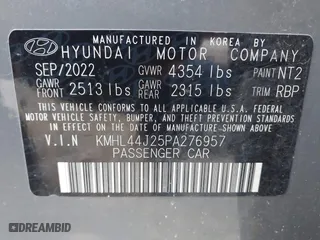 MANUFACTURED IN KOREA BY
HYUNDAI MOTOR COMPANY
SEP/2022 GVWR 4354 lbs PAINT NT2
GAWR FRONT 2513 lbs GAWR REAR 2315 lbs TRIM RBP
THIS VEHICLE CONFORMS TO ALL APPLICABLE U.S.A. FEDERAL
MOTOR VEHICLE SAFETY, BUMPER, AND THEFT PREVENTION
STANDARDS IN EFFECT ON THE DATE OF MANUFACTURE SHOWN ABOVE.
V.I.N KMHL44J25PA276957
PASSENGER CAR